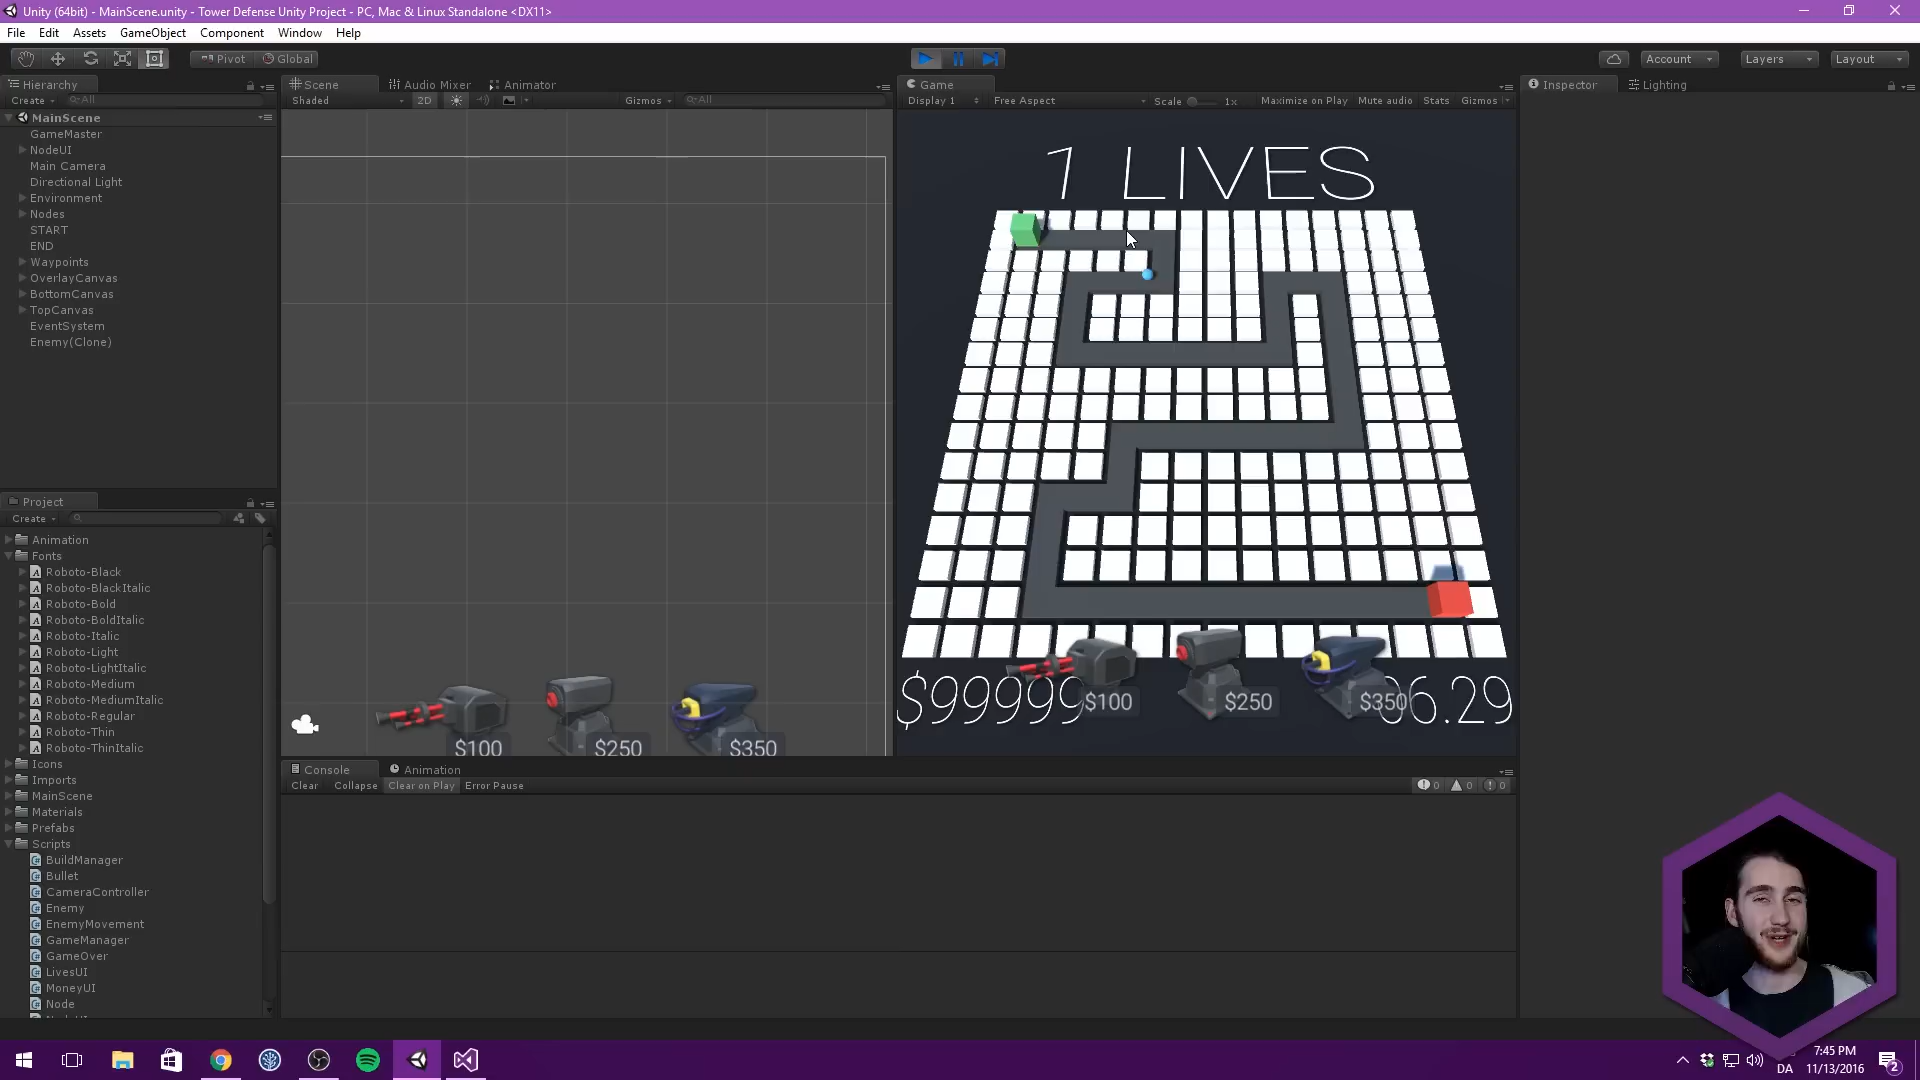 Unity (64bit) - MainScene.unity - Tower Defense Unity Project - PC, Mac & Linux Standalone <DX11>
File Edit Assets GameObject Component Window Help
Pivot Global Account Layers Layout
Hierarchy
Create All
MainScene
GameMaster
NodeUI
Main Camera
Directional Light
Environment
Nodes
START
END
Waypoints
OverlayCanvas
BottomCanvas
TopCanvas
EventSystem
Enemy(Clone)
Project
Create
Animation
Fonts
Roboto-Black
Roboto-BlackItalic
Roboto-Bold
Roboto-BoldItalic
Roboto-Italic
Roboto-Light
Roboto-LightItalic
Roboto-Medium
Roboto-MediumItalic
Roboto-Regular
Roboto-Thin
Roboto-ThinItalic
Icons
Imports
MainScene
Materials
Prefabs
Scripts
BuildManager
Bullet
CameraController
Enemy
EnemyMovement
GameManager
GameOver
LivesUI
MoneyUI
Node
Scene Audio Mixer Animator
Shaded 2D Gizmos All
$100 $250 $350
Game
Display 1 Free Aspect Scale 1x Maximize on Play Mute audio Stats Gizmos
1 LIVES
$99999 $100 $250 $350 06.29
Console Animation
Clear Collapse Clear on Play Error Pause 0 0 0
Inspector Lighting
7:45 PM
DA 11/13/2016 2